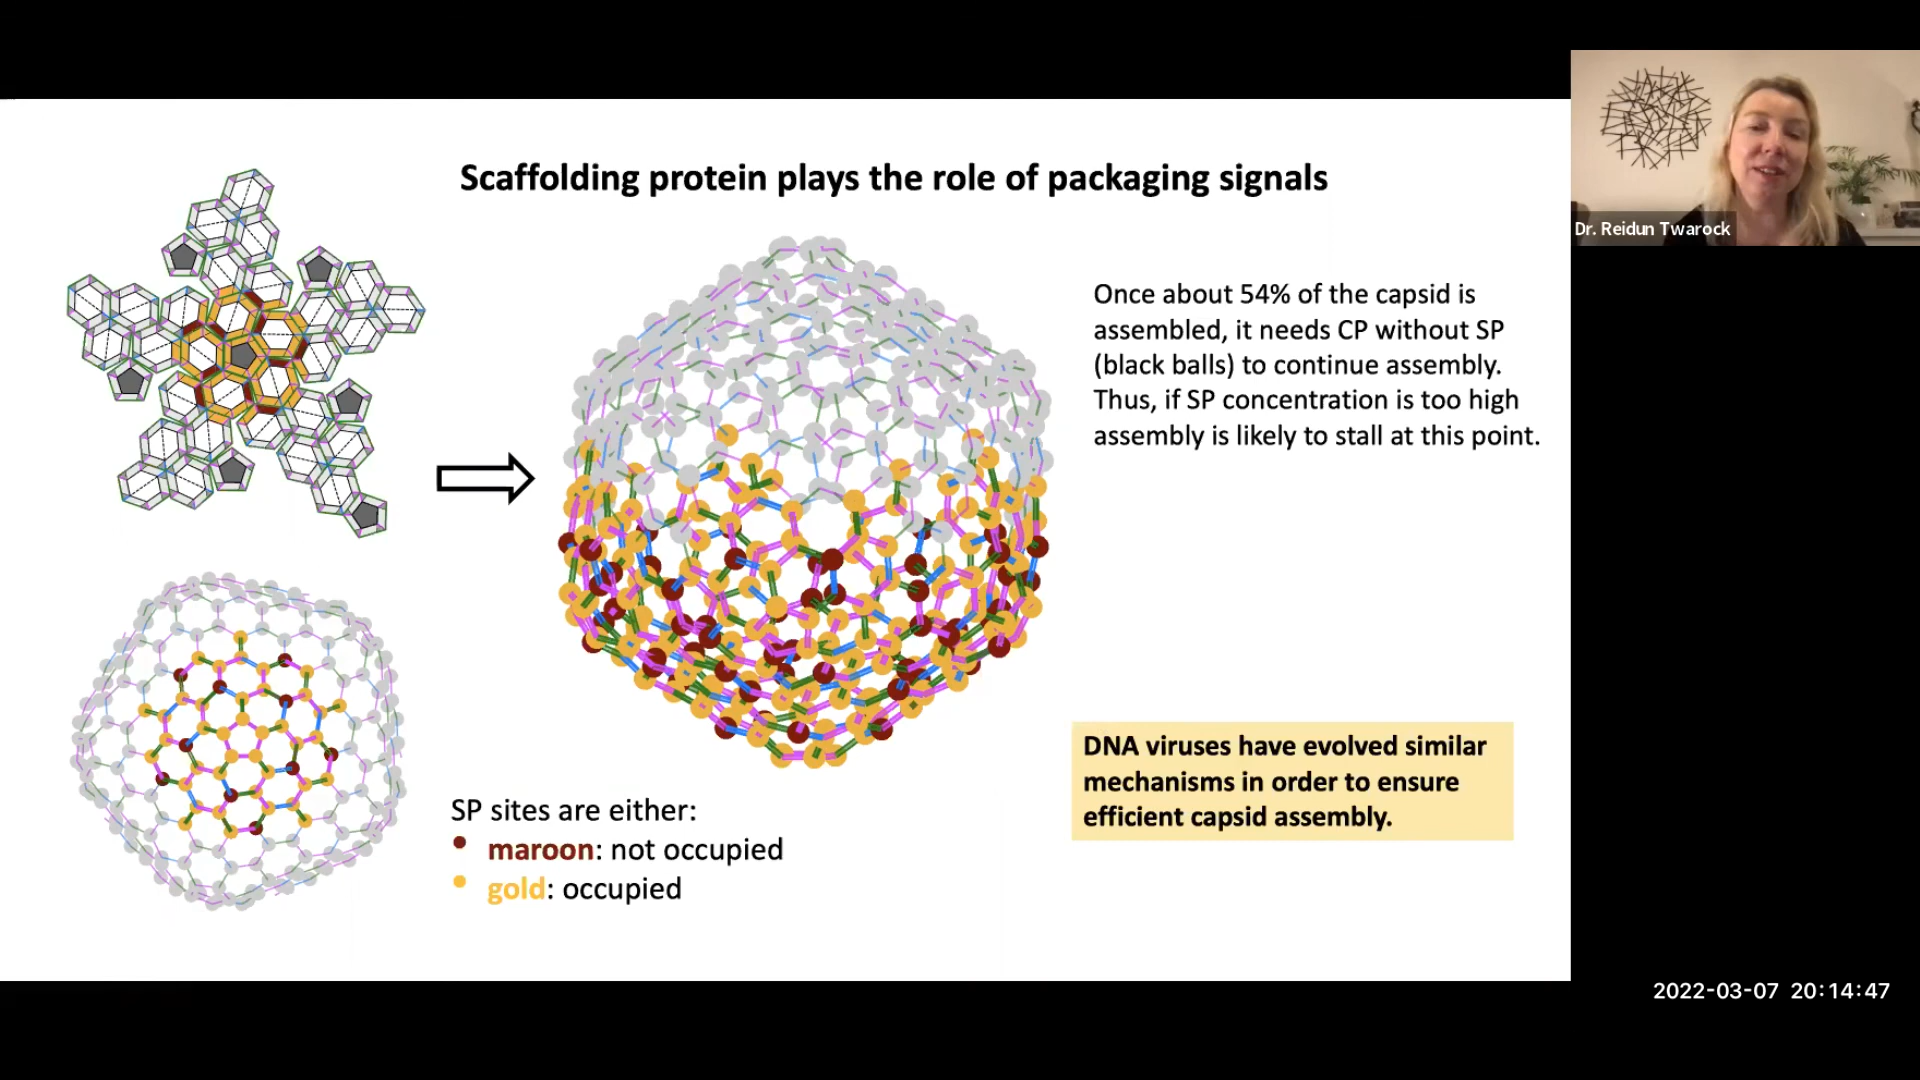 Scaffolding protein plays the role of packaging signals
Once about 54% of the capsid is
assembled, it needs CP without SP
(black balls) to continue assembly.
Thus, if SP concentration is too high
assembly is likely to stall at this point.
DNA viruses have evolved similar
mechanisms in order to ensure
efficient capsid assembly.
SP sites are either:
• maroon: not occupied
• gold: occupied
Dr. Reidun Twarock
2022-03-07 20:14:47